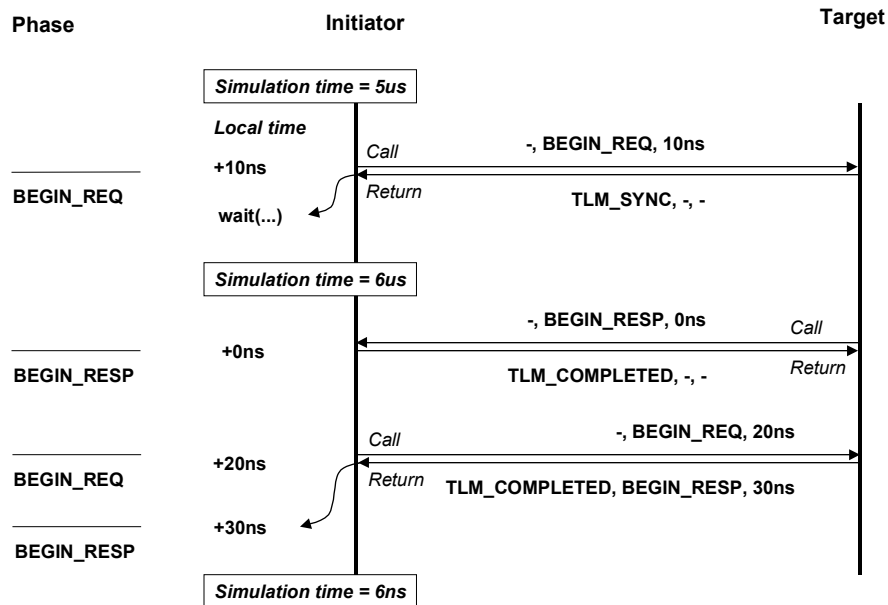 Phase
Initiator
Target
Simulation time = 5us
Local time
Call
-, BEGIN_REQ, 10ns
+10ns
BEGIN_REQ
Return
TLM_SYNC, -, -
wait(...)
Simulation time = 6us
-, BEGIN_RESP, 0ns
Call
+0ns
BEGIN_RESP
TLM_COMPLETED, -, -
Return
Call
-, BEGIN_REQ, 20ns
+20ns
BEGIN_REQ
Return
TLM_COMPLETED, BEGIN_RESP, 30ns
+30ns
BEGIN_RESP
Simulation time = 6ns